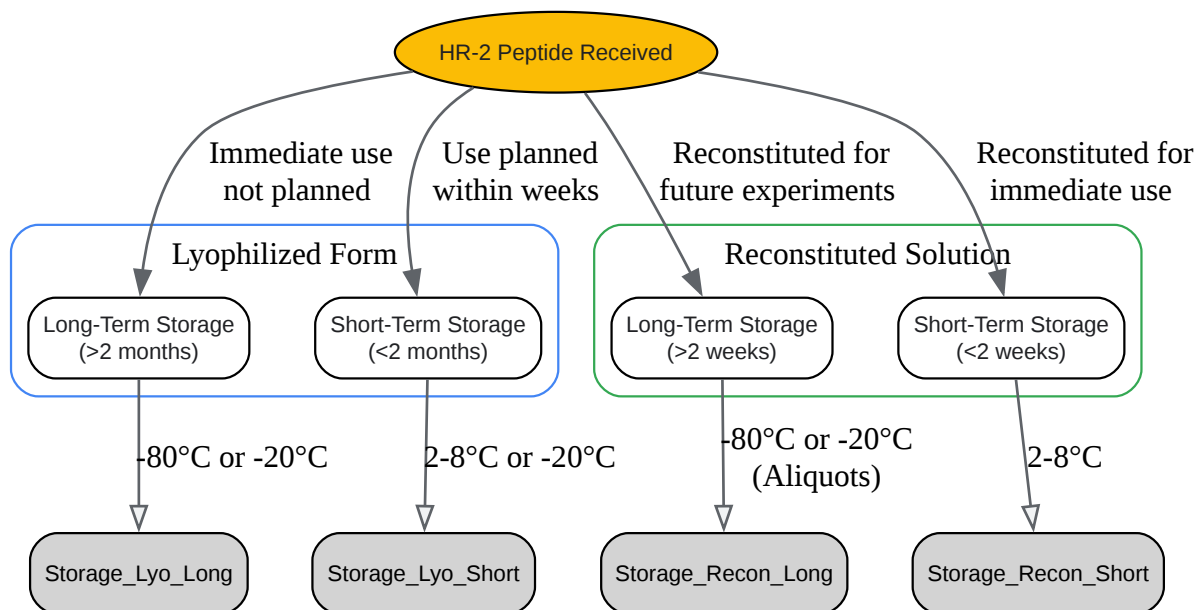 HR-2 Peptide Received
Immediate use
not planned
Use planned
within weeks
Reconstituted for
future experiments
Reconstituted for
immediate use
Lyophilized Form
Reconstituted Solution
Long-Term Storage
(>2 months)
Short-Term Storage
(<2 months)
Long-Term Storage
(>2 weeks)
Short-Term Storage
(<2 weeks)
-80°C or -20°C
2-8°C or -20°C
-80°C or -20°C
(Aliquots)
2-8°C
Storage_Lyo_Long
Storage_Lyo_Short
Storage_Recon_Long
Storage_Recon_Short